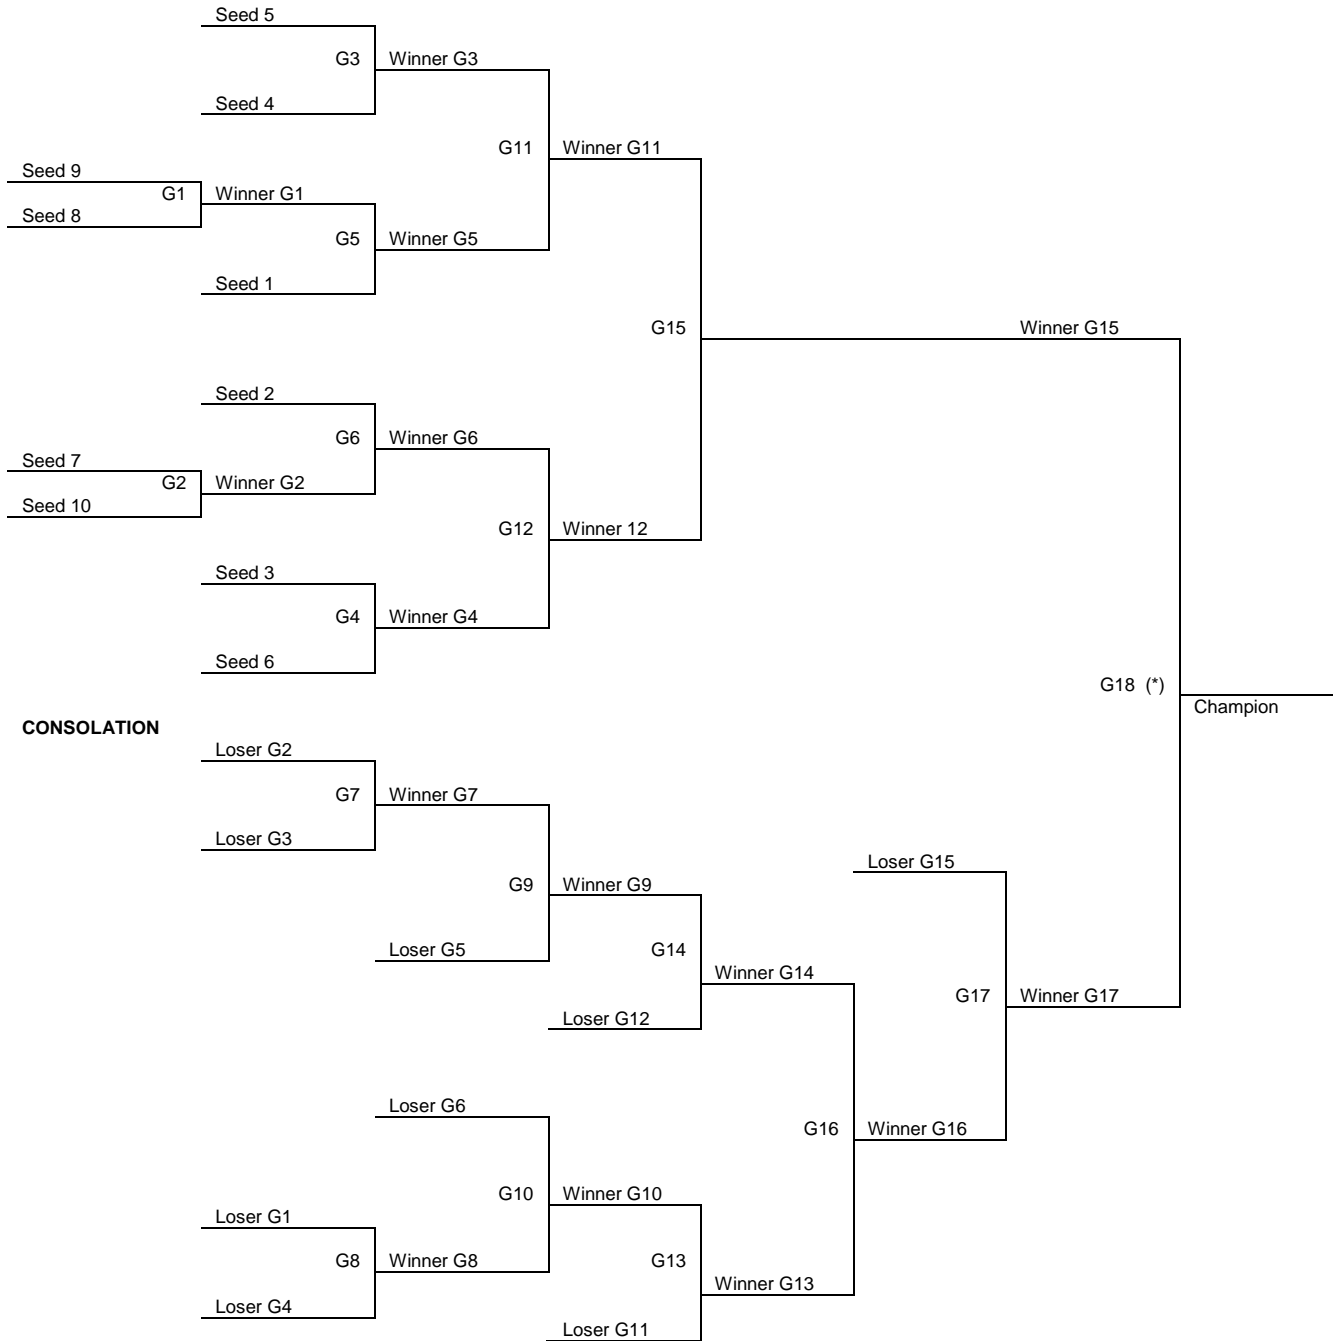 Seed 5
G3 Winner G3
Seed 4
G11 Winner G11
Seed 9
G1 Winner G1
Seed 8
G5 Winner G5
Seed 1
G15 Winner G15
Seed 2
G6 Winner G6
Seed 7
G2 Winner G2
Seed 10
G12 Winner 12
Seed 3
G4 Winner G4
Seed 6
G18 (*)
Champion
CONSOLATION
Loser G2
G7 Winner G7
Loser G3
Loser G15
G9 Winner G9
Loser G5
G14
Winner G14
G17 Winner G17
Loser G12
Loser G6
G16 Winner G16
G10 Winner G10
Loser G1
G8 Winner G8
G13
Winner G13
Loser G4
Loser G11